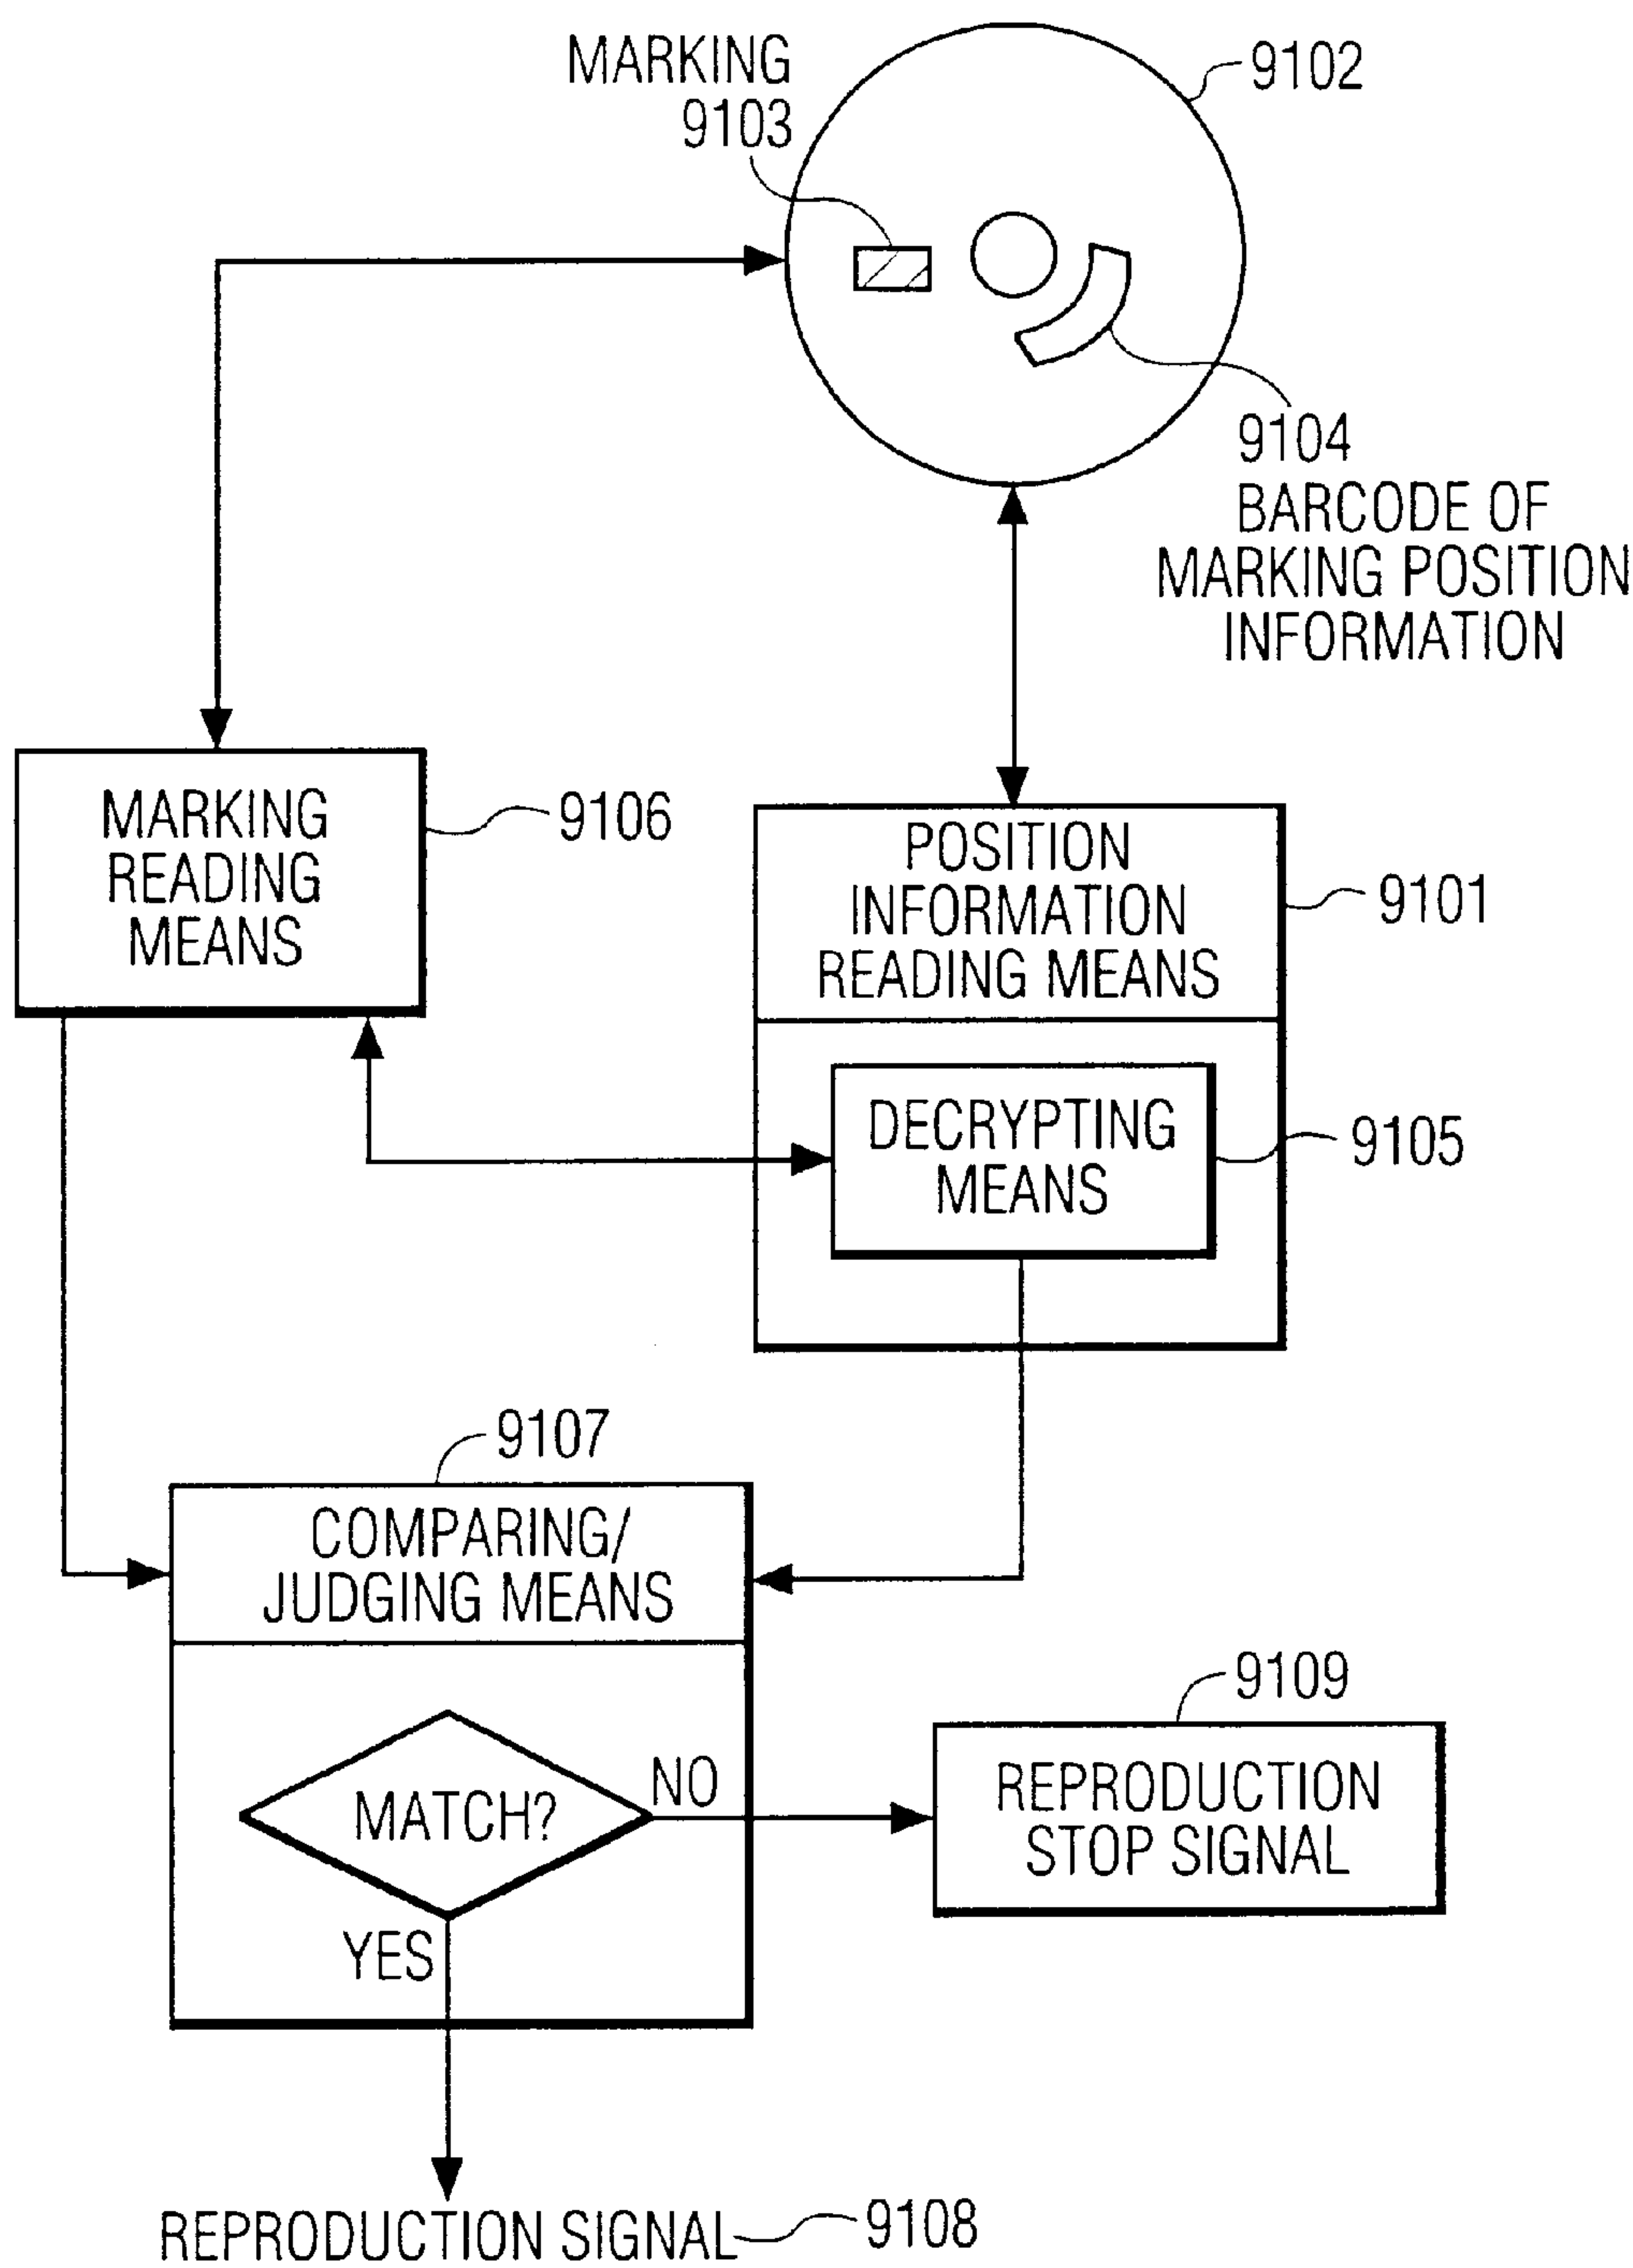 MARKING
9103
9102
9104
BARCODE OF
MARKING POSITION
INFORMATION
MARKING
READING
MEANS
9106
POSITION
INFORMATION
READING MEANS
9101
DECRYPTING
MEANS
9105
9107
COMPARING/
JUDGING MEANS
MATCH?
NO
YES
9109
REPRODUCTION
STOP SIGNAL
REPRODUCTION SIGNAL
9108